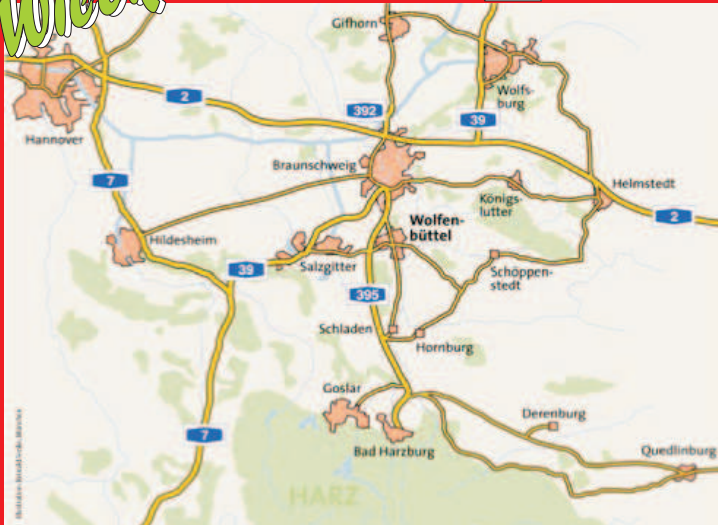 Gifhorn
Wolfs-
burg
2
392
39
Hannover
Braunschweig
7
Königs-
lutter
Helmstedt
2
Wolfen-
büttel
Hildesheim
39
Salzgitter
Schöppen-
stedt
395
Schladen
Hornburg
Goslar
Derenburg
7
Bad Harzburg
Quedlinburg
HARZ